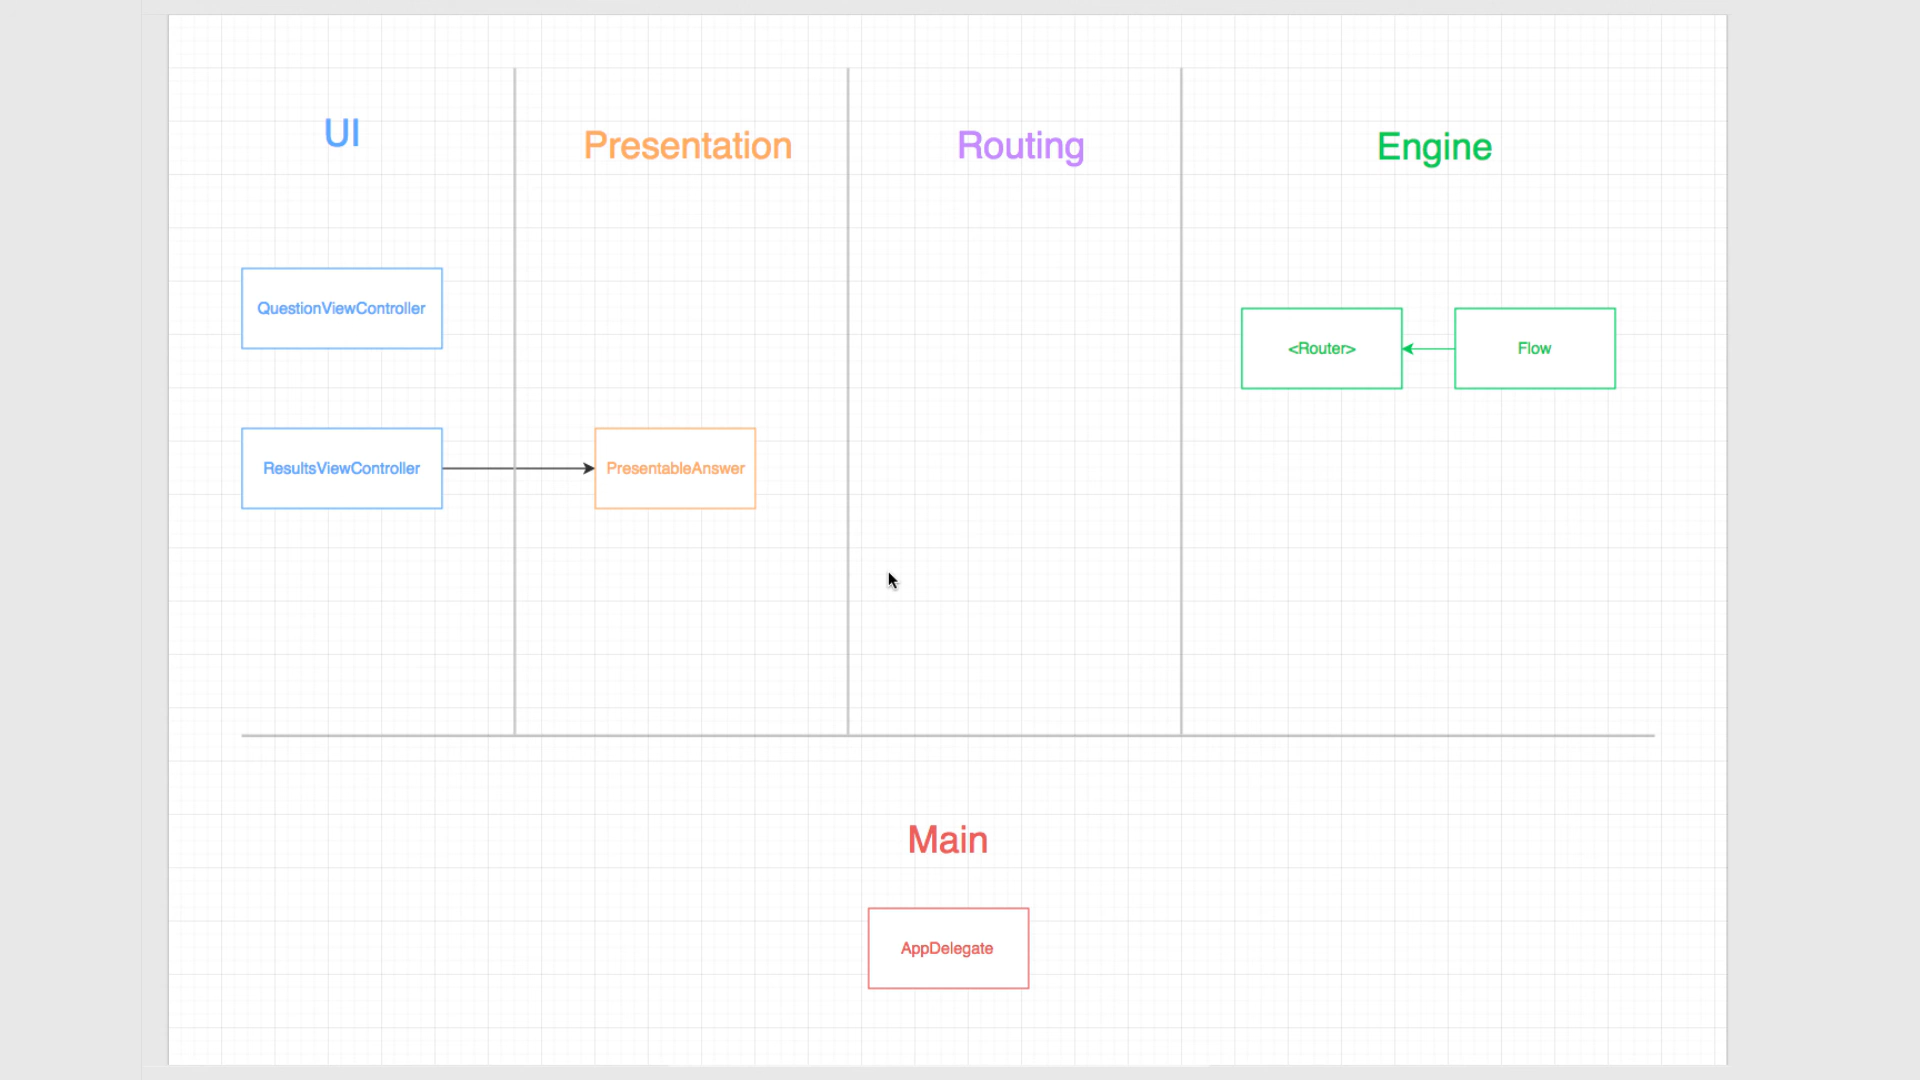 UI
Presentation
Routing
Engine
QuestionViewController
<Router>
Flow
ResultsViewController
PresentableAnswer
Main
AppDelegate